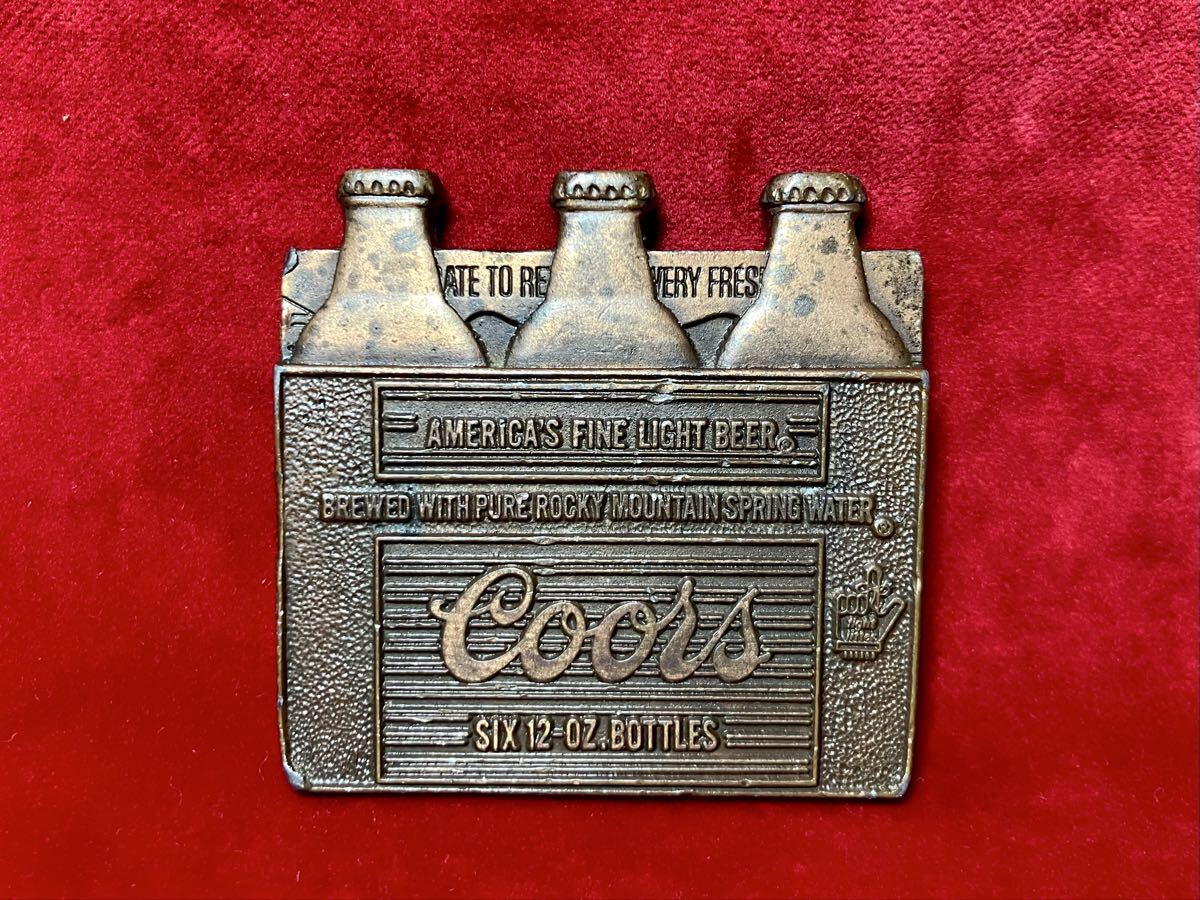 ATE TO RE VERY FRES
AMERICA'S FINE LIGHT BEER®
BREWED WITH PURE ROCKY MOUNTAIN SPRING WATER®
Coors
SIX 12-OZ. BOTTLES